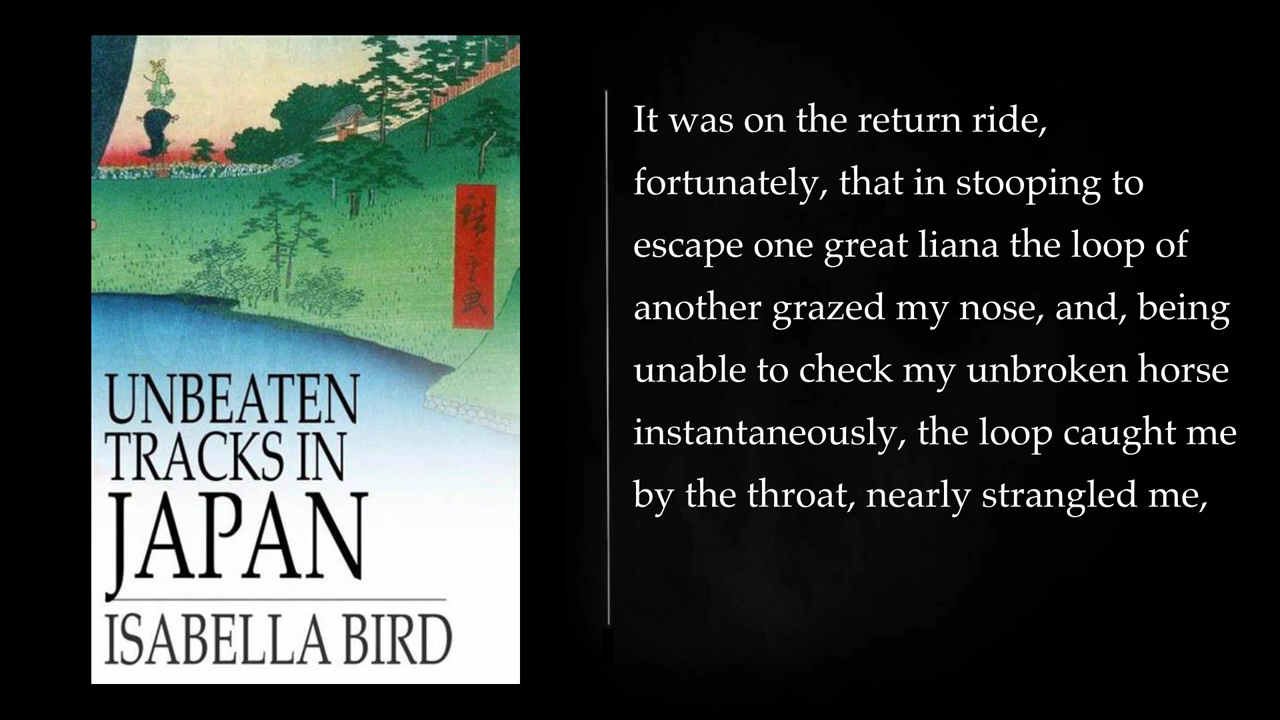 UNBEATEN
TRACKS IN
JAPAN
ISABELLA BIRD
It was on the return ride,
fortunately, that in stooping to
escape one great liana the loop of
another grazed my nose, and, being
unable to check my unbroken horse
instantaneously, the loop caught me
by the throat, nearly strangled me,